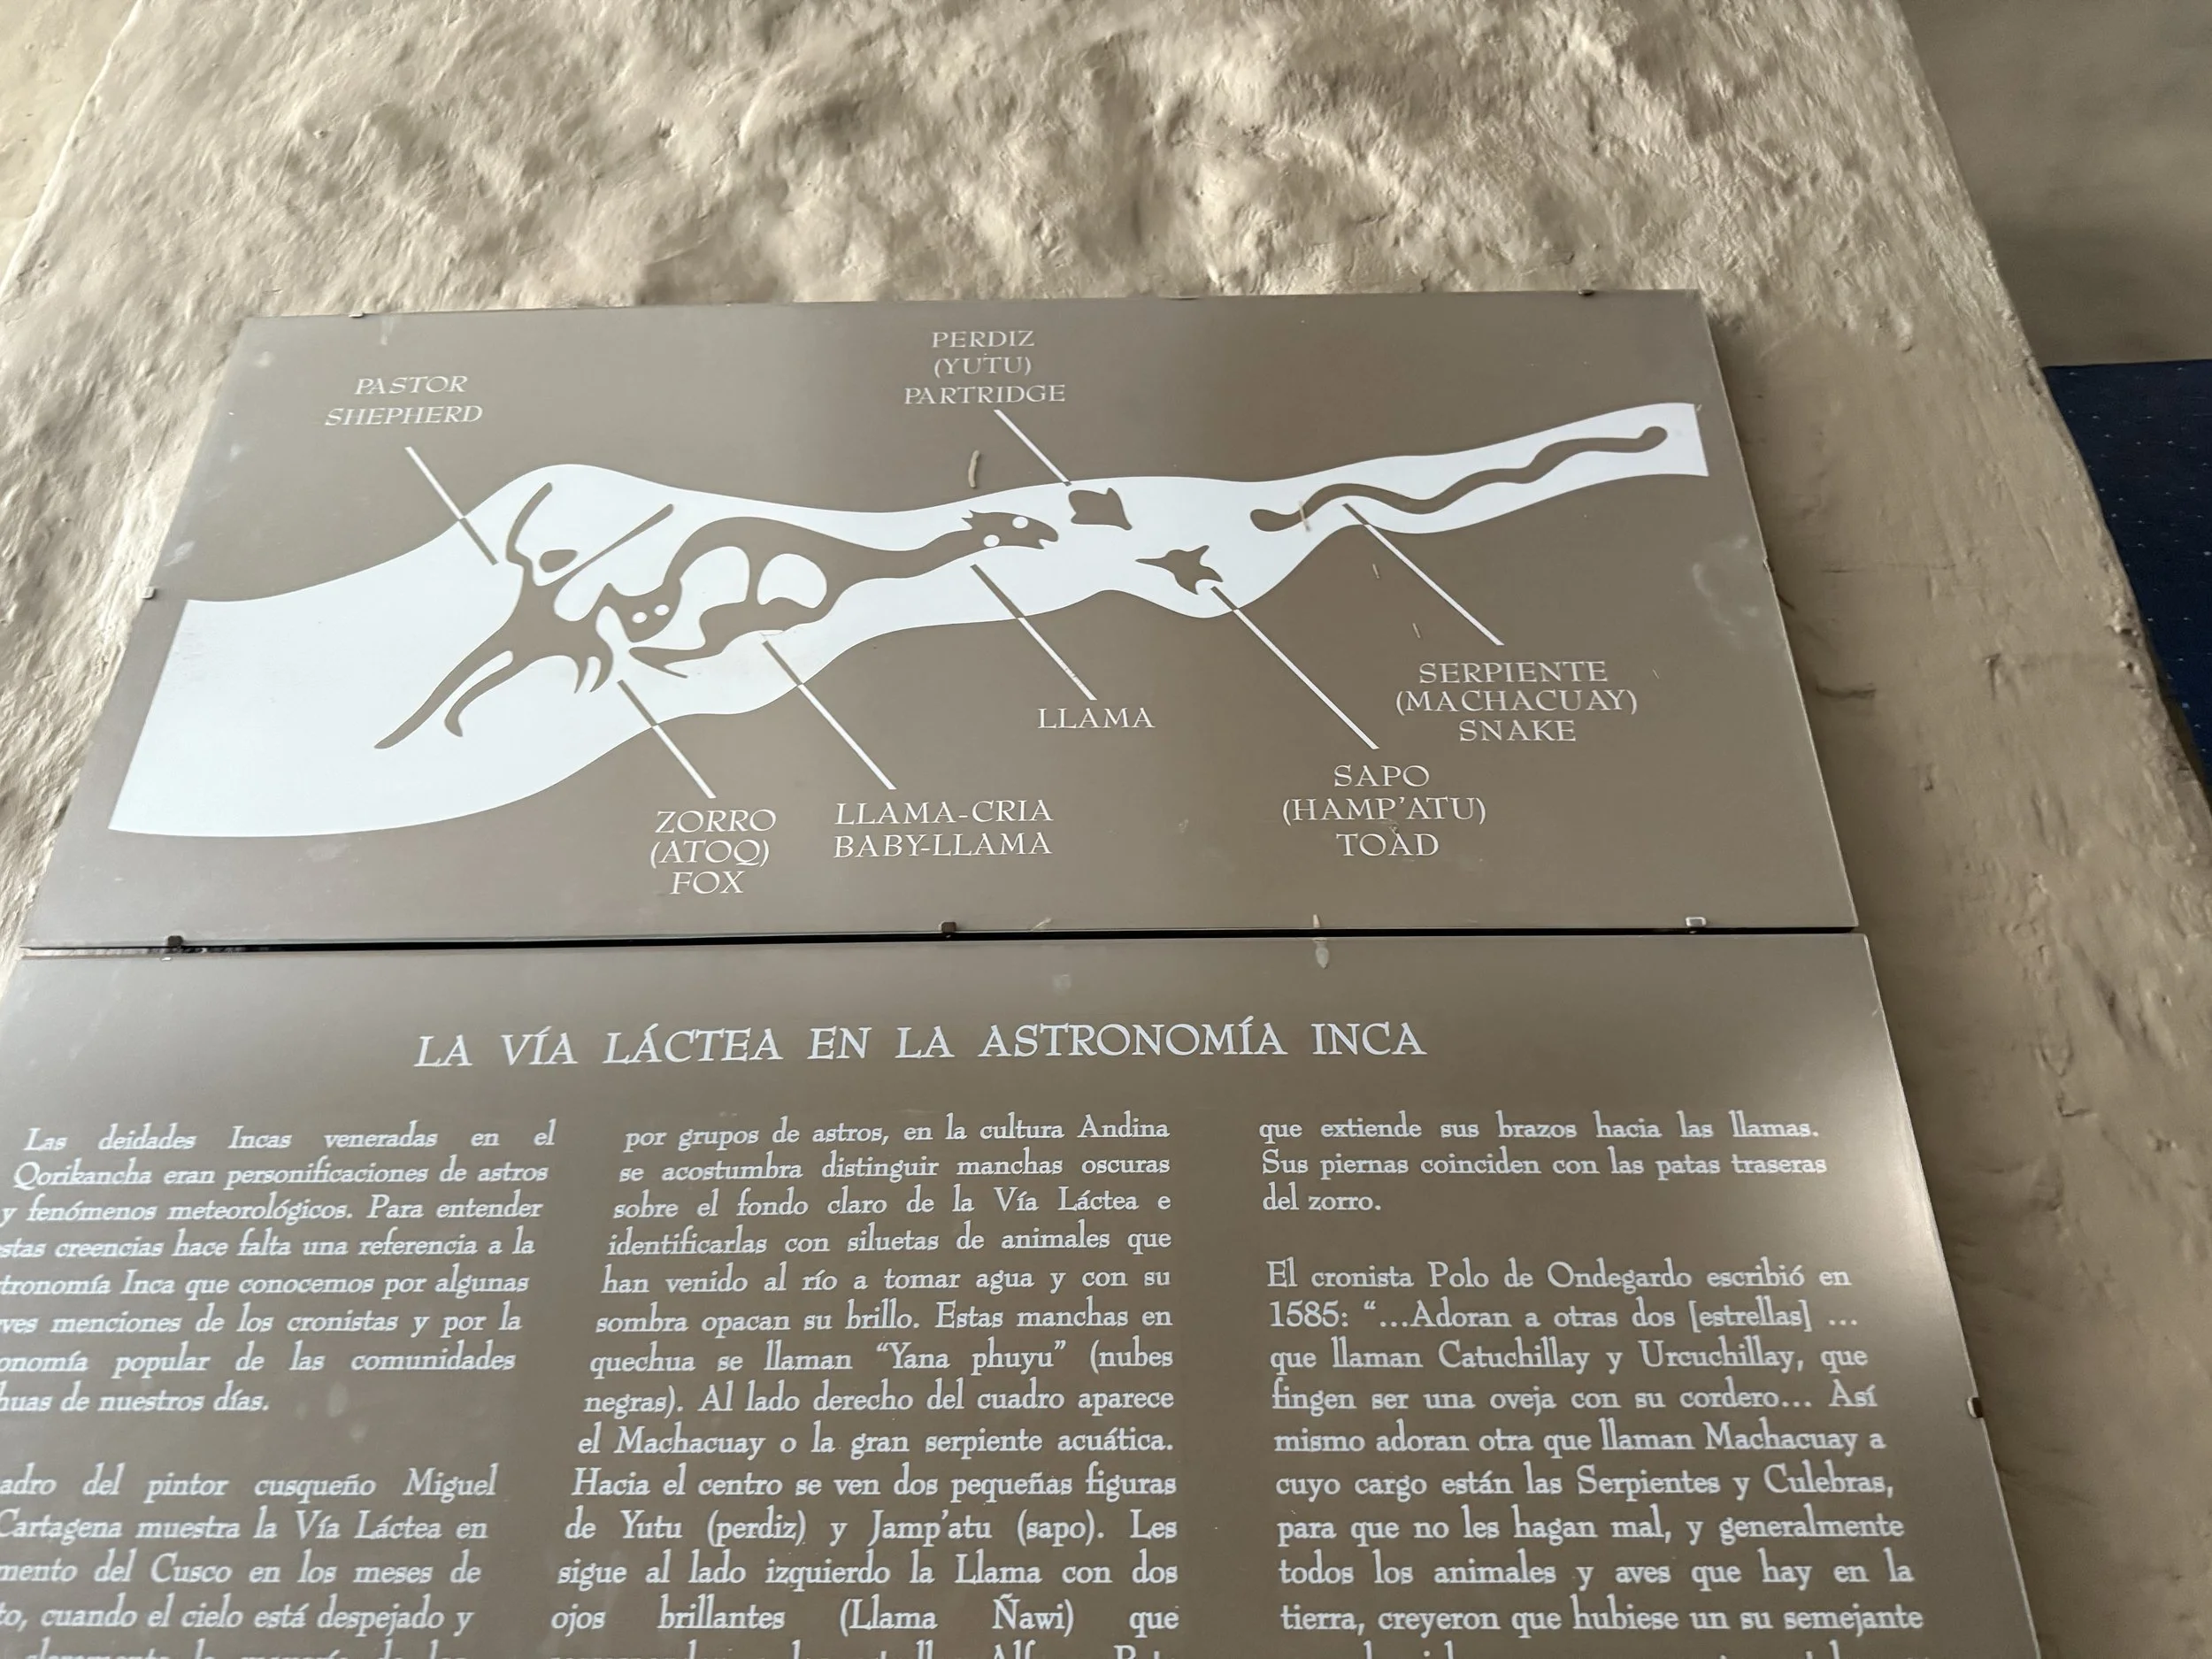 PASTOR
SHEPHERD
PERDIZ
(YUTU)
PARTRIDGE
ZORRO
(ATOQ)
FOX
LLAMA-CRIA
BABY-LLAMA
LLAMA
SAPO
(HAMP'ATU)
TOAD
SERPIENTE
(MACHACUAY)
SNAKE
LA VÍA LÁCTEA EN LA ASTRONOMÍA INCA
Las deidades Incas veneradas en el
Qorikancha eran personificaciones de astros
y fenómenos meteorológicos. Para entender
creencias hace falta una referencia a la
Inca que conocemos por algunas
menciones de los cronistas y por la
popular de las comunidades
de nuestros días.
del pintor cusqueño Miguel
Cartagena muestra la Vía Láctea en
del Cusco en los meses de
cuando el cielo está despejado y
por grupos de astros, en la cultura Andina
se acostumbra distinguir manchas oscuras
sobre el fondo claro de la Vía Láctea e
identificarlas con siluetas de animales que
han venido al río a tomar agua y con su
sombra opacan su brillo. Estas manchas en
quechua se llaman "Yana phuyu" (nubes
negras). Al lado derecho del cuadro aparece
el Machacuay o la gran serpiente acuática.
Hacia el centro se ven dos pequeñas figuras
de Yutu (perdiz) y Jamp'atu (sapo). Les
sigue al lado izquierdo la Llama con dos
ojos brillantes (Llama Ñawi) que
que extiende sus brazos hacia las llamas.
Sus piernas coinciden con las patas traseras
del zorro.
El cronista Polo de Ondegardo escribió en
1585: "...Adoran a otras dos [estrellas] ...
que llaman Catuchillay y Urcuchillay, que
fingen ser una oveja con su cordero... Así
mismo adoran otra que llaman Machacuay a
cuyo cargo están las Serpientes y Culebras,
para que no les hagan mal, y generalmente
todos los animales y aves que hay en la
tierra, creyeron que hubiese un su semejante